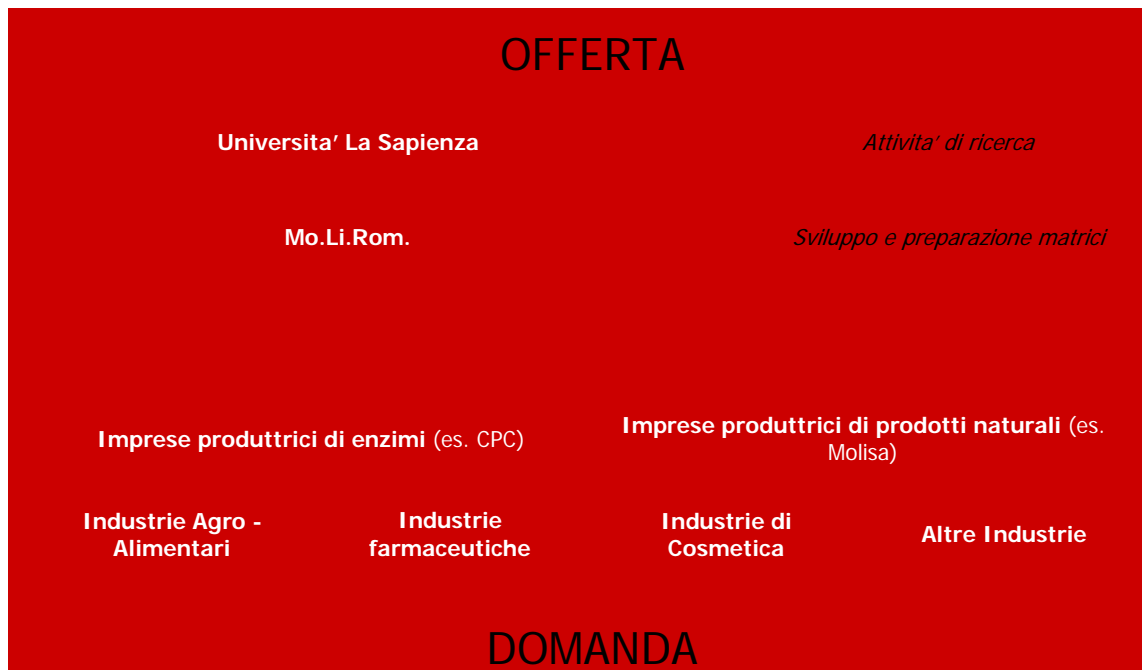 OFFERTA
Universita' La Sapienza
Attivita' di ricerca
Mo.Li.Rom.
Sviluppo e preparazione matrici
Imprese produttrici di enzimi (es. CPC)
Imprese produttrici di prodotti naturali (es.
Molisa)
Industrie Agro -
Alimentari
Industrie
farmaceutiche
Industrie di
Cosmetica
Altre Industrie
DOMANDA